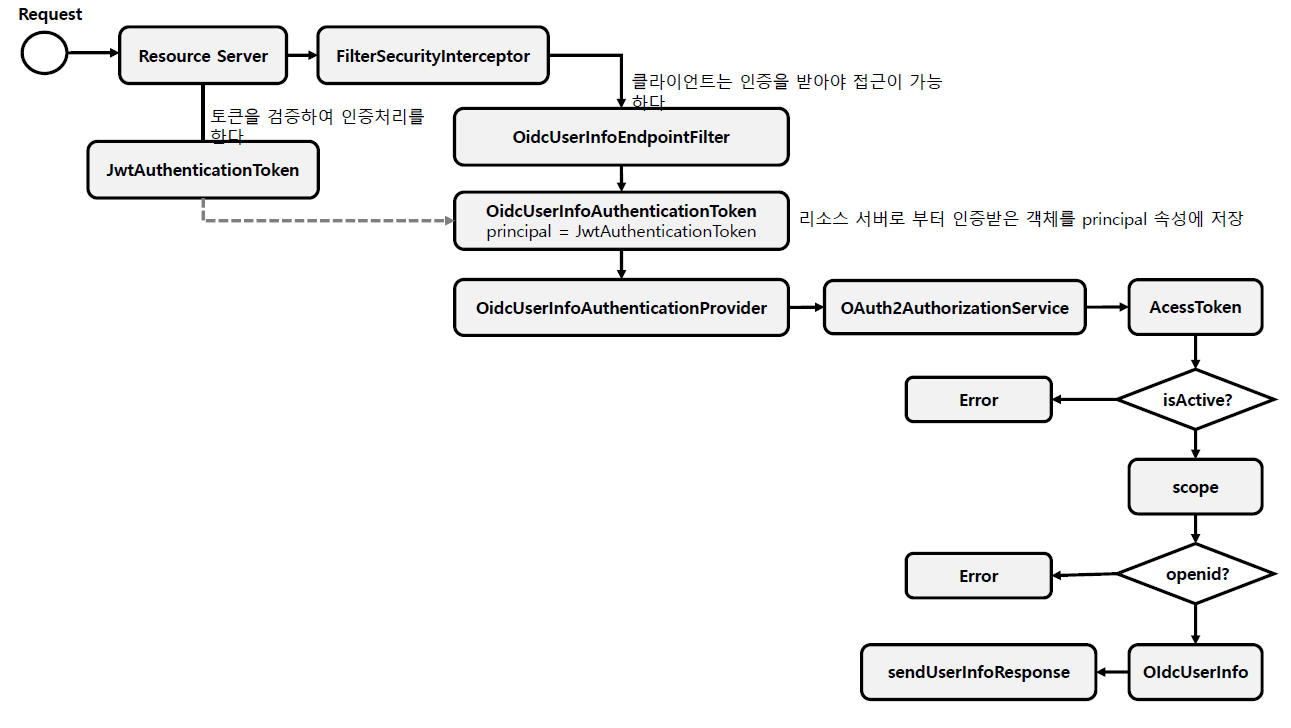 Request
Resource Server
FilterSecurityInterceptor
클라이언트는 인증을 받아야 접근이 가능
하다
토큰을 검증하여 인증처리를
한다
OidcUserInfoEndpointFilter
JwtAuthenticationToken
OidcUserInfoAuthenticationToken
principal = JwtAuthenticationToken
리소스 서버로 부터 인증받은 객체를 principal 속성에 저장
OidcUserInfoAuthenticationProvider
OAuth2AuthorizationService
AcessToken
Error
isActive?
scope
Error
openid?
sendUserInfoResponse
OIdcUserInfo